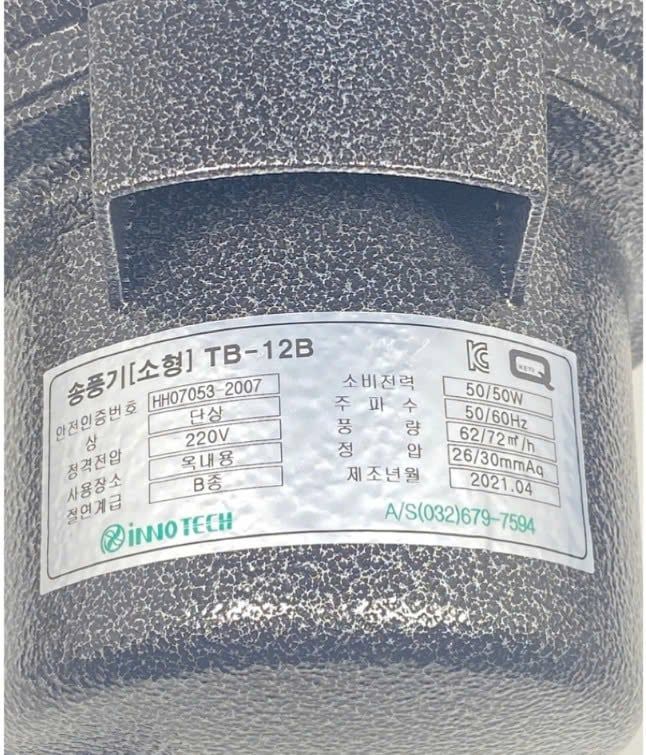 송풍기[소형] TB-12B
KC
KETI Q
안전인증번호 HH07053-2007
상 단상
정격전압 220V
사용장소 옥내용
절연계급 B종
소비전력 50/50W
주파수 50/60Hz
풍량 62/72㎥/h
정압 26/30mmAq
제조년월 2021.04
INNOTECH
A/S(032)679-7594